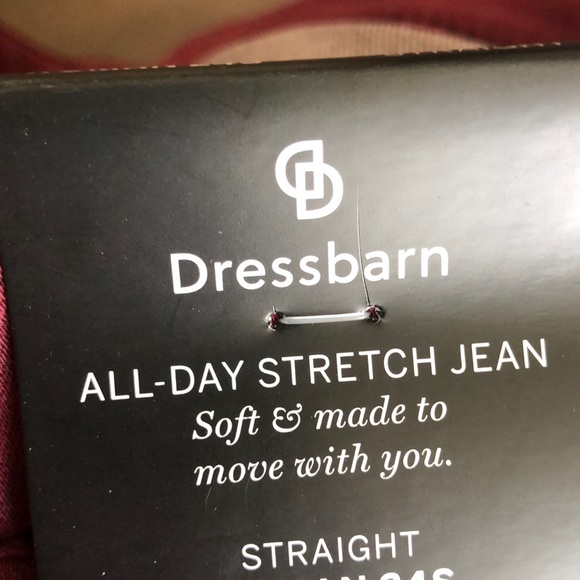 Dressbarn
ALL-DAY STRETCH JEAN
Soft & made to
move with you.
STRAIGHT